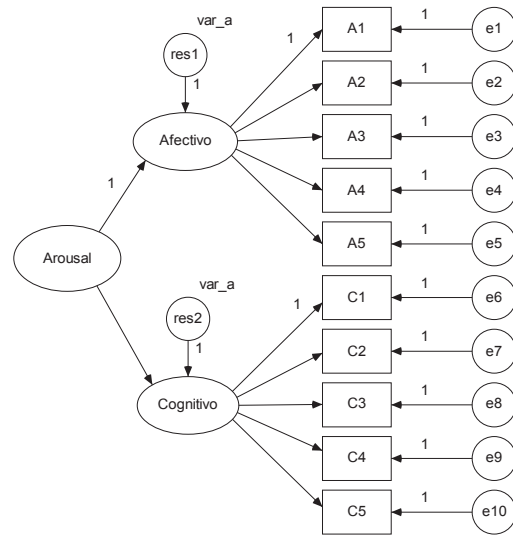 var_a
res1
1
Afectivo
1
Arousal
var_a
res2
1
Cognitivo
1
A1
1
e1
A2
1
e2
A3
1
e3
A4
1
e4
A5
1
e5
1
C1
1
e6
C2
1
e7
C3
1
e8
C4
1
e9
C5
1
e10
1